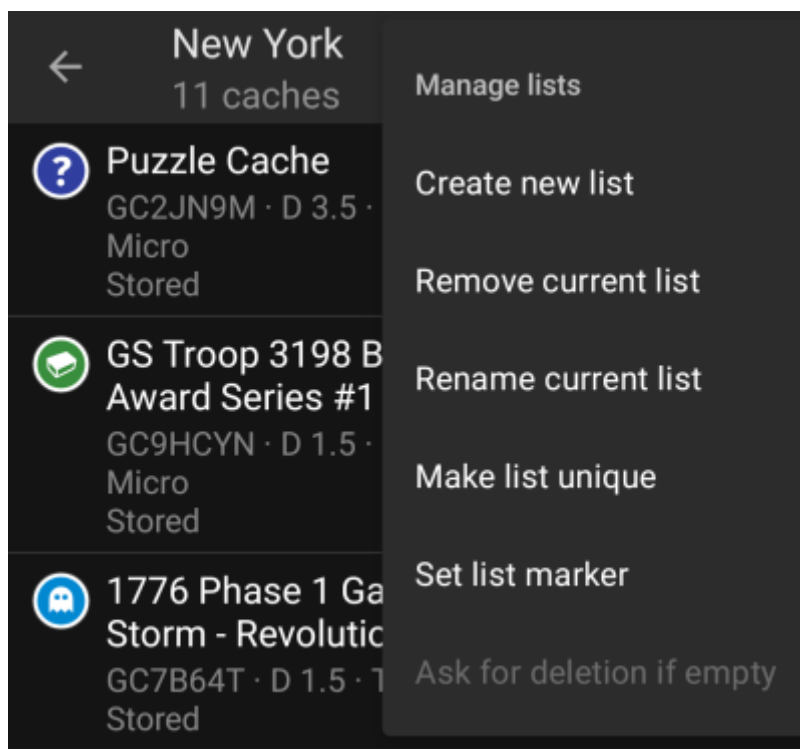 New York
11 caches
Puzzle Cache
GC2JN9M · D 3.5 ·
Micro
Stored
GS Troop 3198 B
Award Series #1
GC9HCYN · D 1.5 ·
Micro
Stored
1776 Phase 1 Ga
Storm - Revolutio
GC7B64T · D 1.5 · T
Stored
Manage lists
Create new list
Remove current list
Rename current list
Make list unique
Set list marker
Ask for deletion if empty